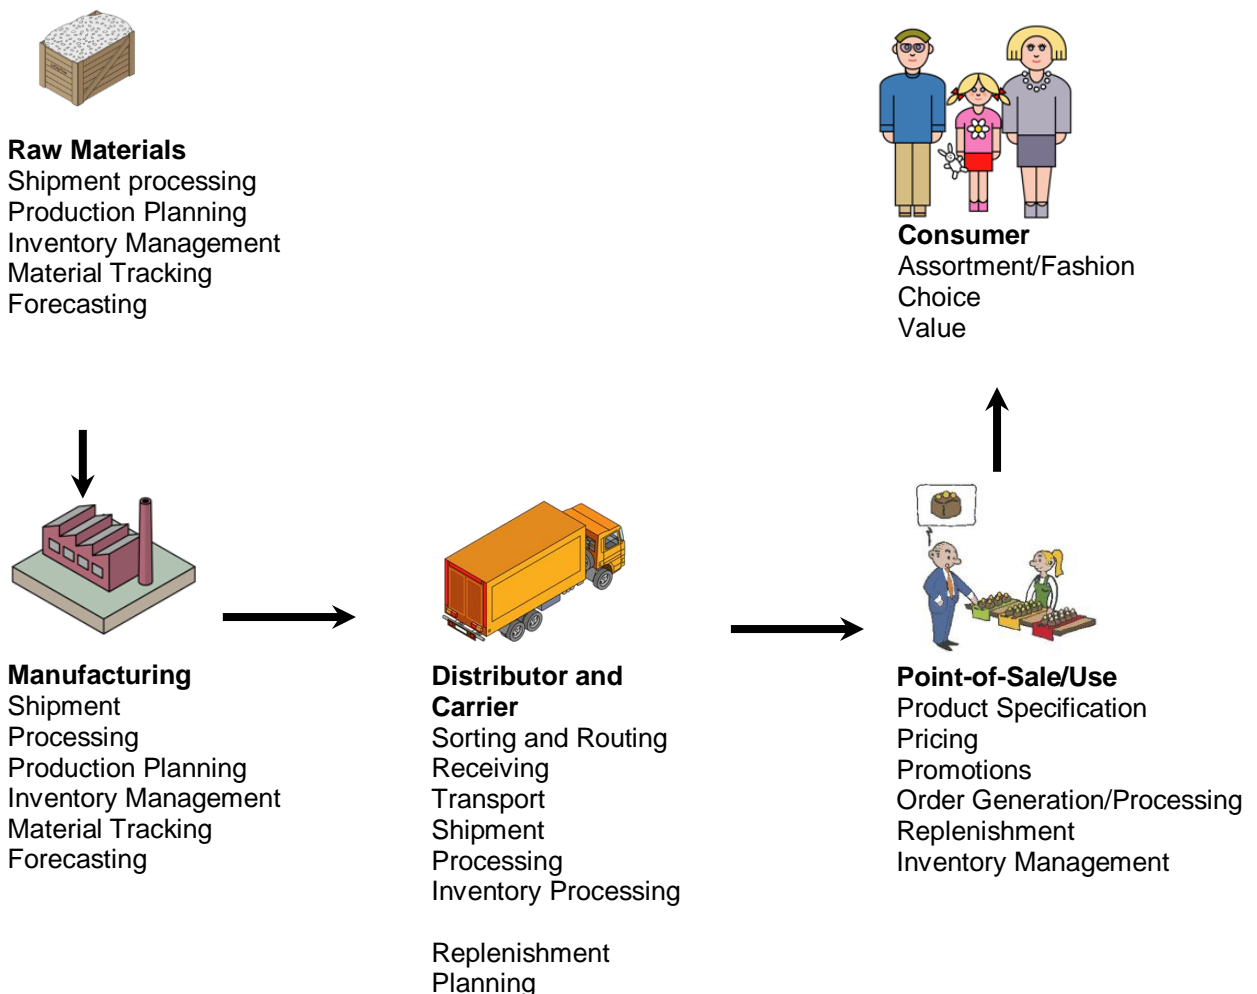 Raw Materials
Shipment processing
Production Planning
Inventory Management
Material Tracking
Forecasting
Consumer
Assortment/Fashion
Choice
Value
Manufacturing
Shipment
Processing
Production Planning
Inventory Management
Material Tracking
Forecasting
Distributor and
Carrier
Sorting and Routing
Receiving
Transport
Shipment
Processing
Inventory Processing
Replenishment
Planning
Point-of-Sale/Use
Product Specification
Pricing
Promotions
Order Generation/Processing
Replenishment
Inventory Management